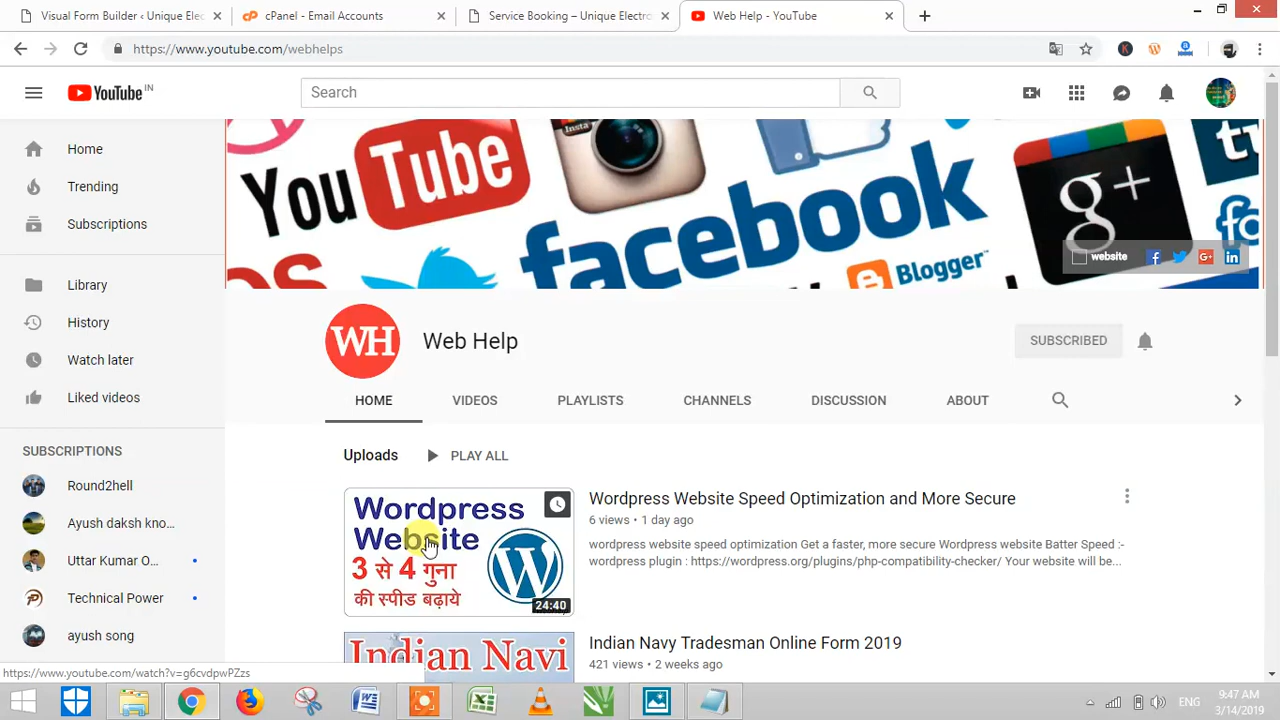 Visual Form Builder ‹ Unique Elec
cPanel - Email Accounts
Service Booking – Unique Electro
Web Help - YouTube
https://www.youtube.com/webhelps
YouTube IN
Search
Home
Trending
Subscriptions
Library
History
Watch later
Liked videos
SUBSCRIPTIONS
Round2hell
Ayush daksh kno...
Uttar Kumar O...
Technical Power
ayush song
You Tube
Insta
facebook
Blogger™
g+
website
WH
Web Help
SUBSCRIBED
HOME
VIDEOS
PLAYLISTS
CHANNELS
DISCUSSION
ABOUT
Uploads
PLAY ALL
Wordpress
Website
3 से 4 गुना
की स्पीड बढ़ाये
24:40
Wordpress Website Speed Optimization and More Secure
6 views • 1 day ago
wordpress website speed optimization Get a faster, more secure Wordpress website Batter Speed :-
wordpress plugin : https://wordpress.org/plugins/php-compatibility-checker/ Your website will be...
Indian Navi
Indian Navy Tradesman Online Form 2019
421 views • 2 weeks ago
https://www.youtube.com/watch?v=g6cvdpwPZzs
ENG
9:47 AM
3/14/2019